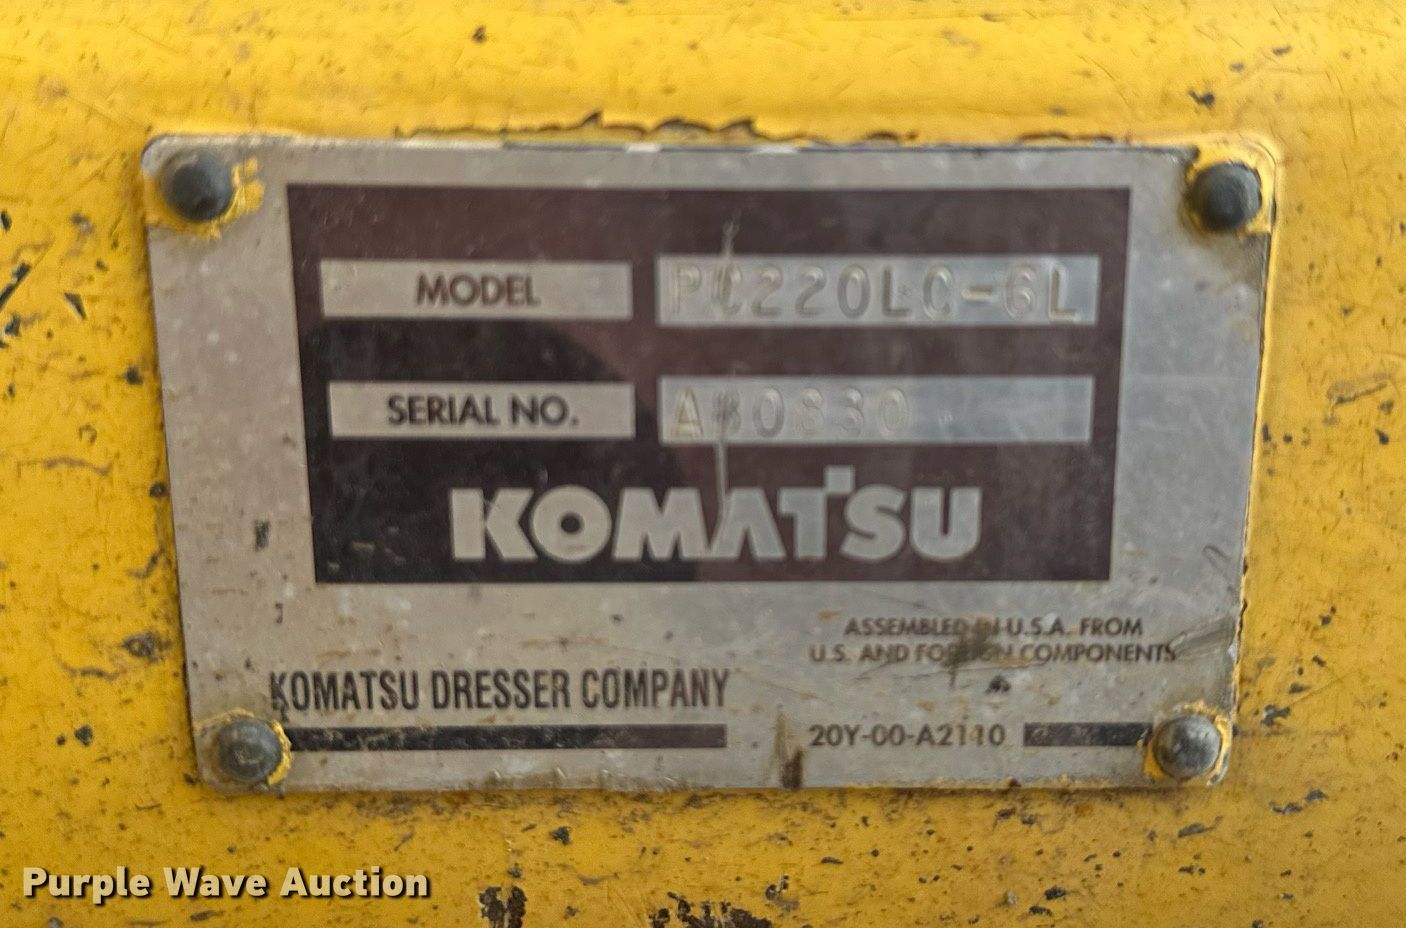 MODEL PC220LC-6L
SERIAL NO.
KOMATSU
ASSEMBLED IN U.S.A. FROM
U.S. AND FOREIGN COMPONENTS
KOMATSU DRESSER COMPANY
20Y-00-A2110
Purple Wave Auction